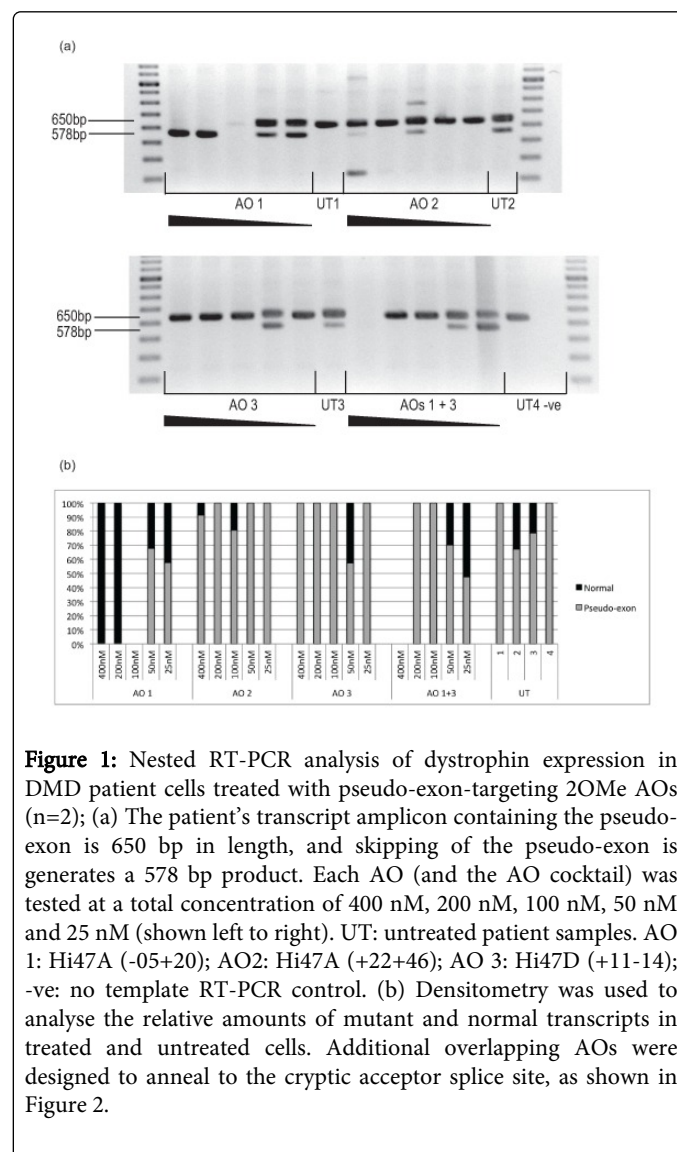 (a)
650bp
578bp
AO 1 UT1 AO 2 UT2
650bp
578bp
AO 3 UT3 AOs 1 + 3 UT4 -ve
(b)
100%
90%
80%
70%
60%
50%
40%
30%
20%
10%
0%
Normal
Pseudo-exon
400nM 200nM 100nM 50nM 25nM 400nM 200nM 100nM 50nM 25nM 400nM 200nM 100nM 50nM 25nM 400nM 200nM 100nM 50nM 25nM 1 2 3 4
AO 1 AO 2 AO 3 AO 1+3 UT
Figure 1: Nested RT-PCR analysis of dystrophin expression in
DMD patient cells treated with pseudo-exon-targeting 2OMe AOs
(n=2); (a) The patient's transcript amplicon containing the pseudo-
exon is 650 bp in length, and skipping of the pseudo-exon is
generates a 578 bp product. Each AO (and the AO cocktail) was
tested at a total concentration of 400 nM, 200 nM, 100 nM, 50 nM
and 25 nM (shown left to right). UT: untreated patient samples. AO
1: Hi47A (-05+20); AO2: Hi47A (+22+46); AO 3: Hi47D (+11-14);
-ve: no template RT-PCR control. (b) Densitometry was used to
analyse the relative amounts of mutant and normal transcripts in
treated and untreated cells. Additional overlapping AOs were
designed to anneal to the cryptic acceptor splice site, as shown in
Figure 2.